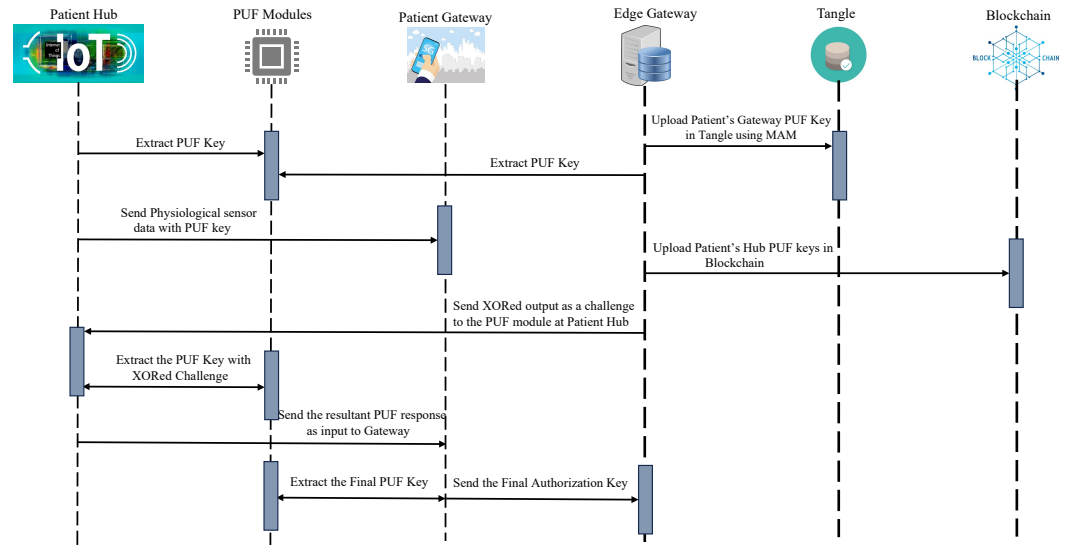 Patient Hub
PUF Modules
Patient Gateway
Edge Gateway
Tangle
Blockchain
Internet
of
Things
IoT
5G
BLOCK
CHAIN
Upload Patient's Gateway PUF Key
in Tangle using MAM
Extract PUF Key
Extract PUF Key
Send Physiological sensor
data with PUF key
Upload Patient's Hub PUF keys in
Blockchain
Send XORed output as a challenge
to the PUF module at Patient Hub
Extract the PUF Key with
XORed Challenge
Send the resultant PUF response
as input to Gateway
Extract the Final PUF Key
Send the Final Authorization Key